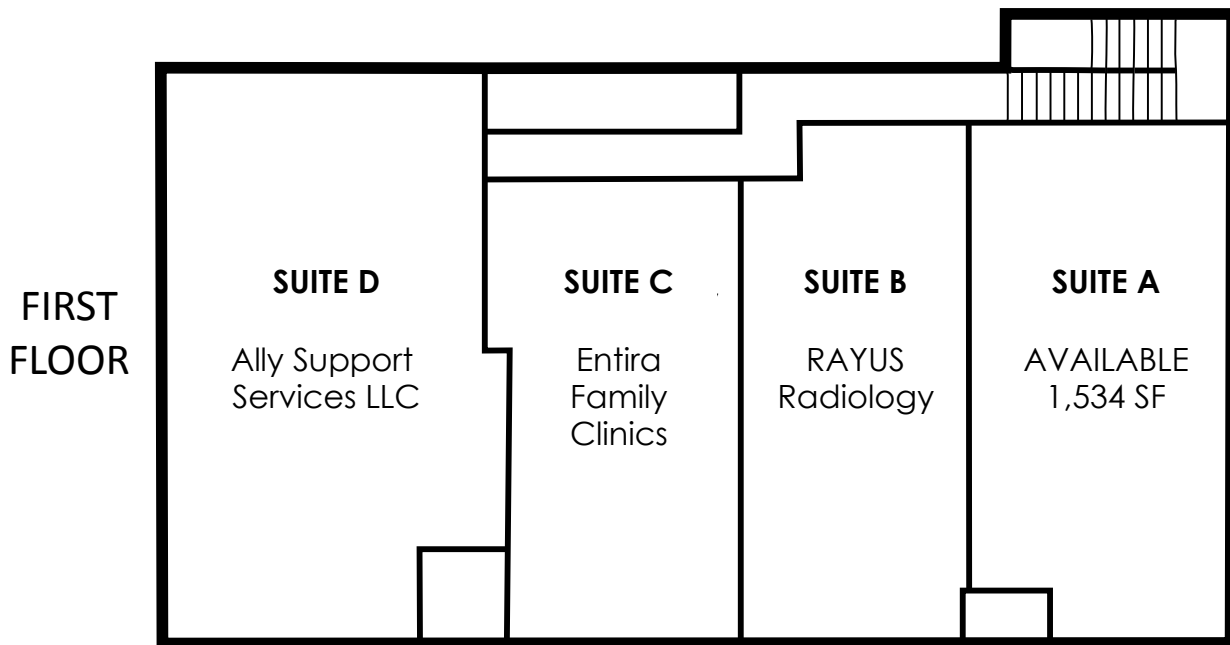 FIRST
FLOOR
SUITE D
Ally Support
Services LLC
SUITE C
Entira
Family
Clinics
SUITE B
RAYUS
Radiology
SUITE A
AVAILABLE
1,534 SF